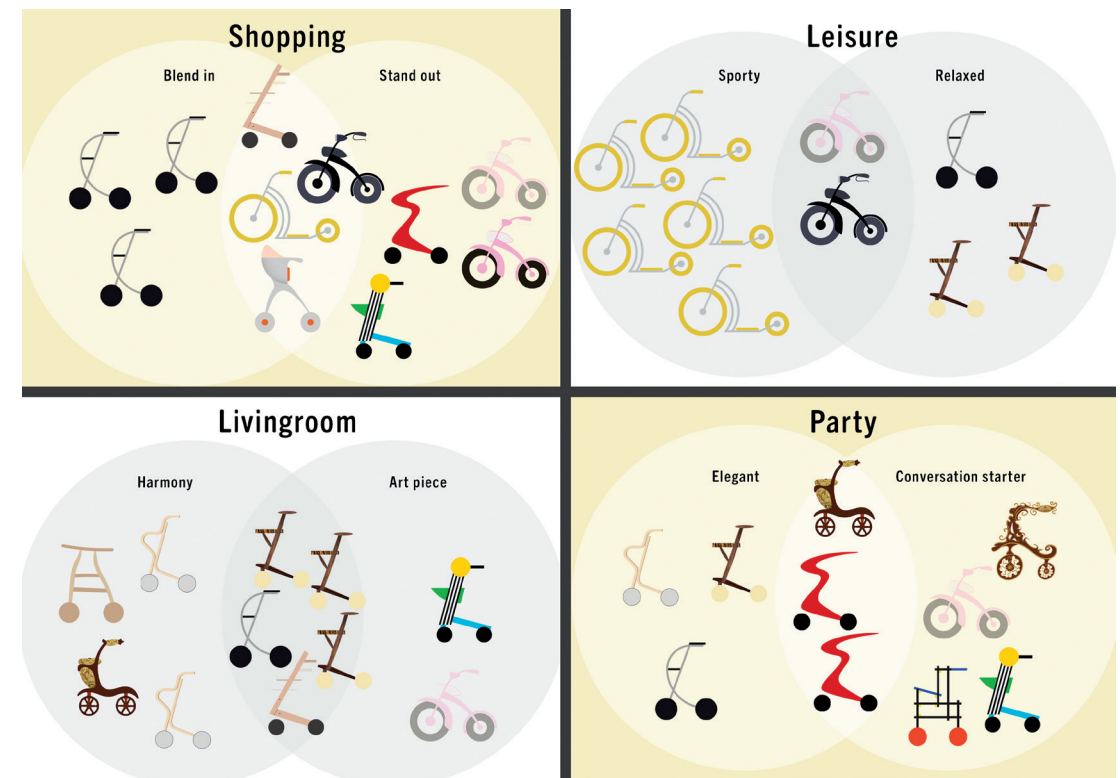 Shopping
Blend in
Stand out
Leisure
Sporty
Relaxed
Livingroom
Harmony
Art piece
Party
Elegant
Conversation starter